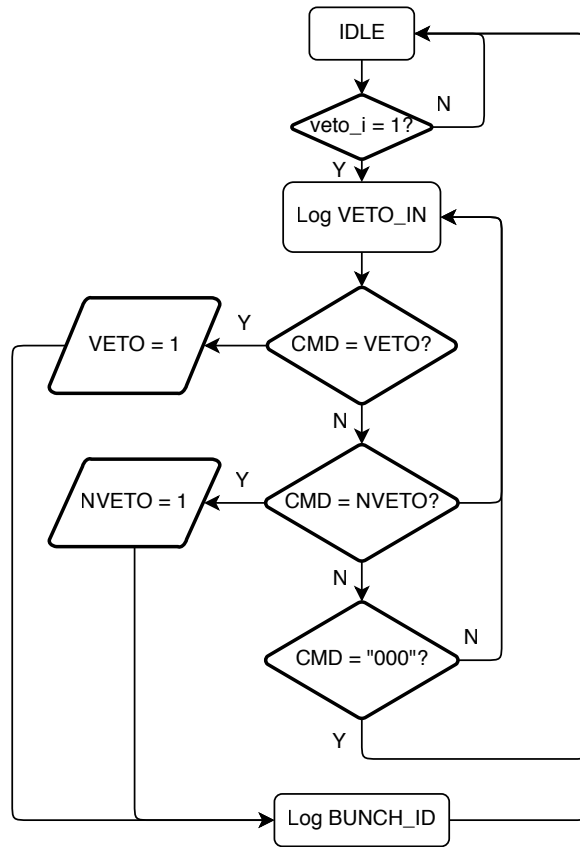 IDLE
N
veto_i = 1?
Y
Log VETO_IN
Y
VETO = 1
CMD = VETO?
N
Y
NVETO = 1
CMD = NVETO?
N
CMD = "000"?
N
Y
Log BUNCH_ID